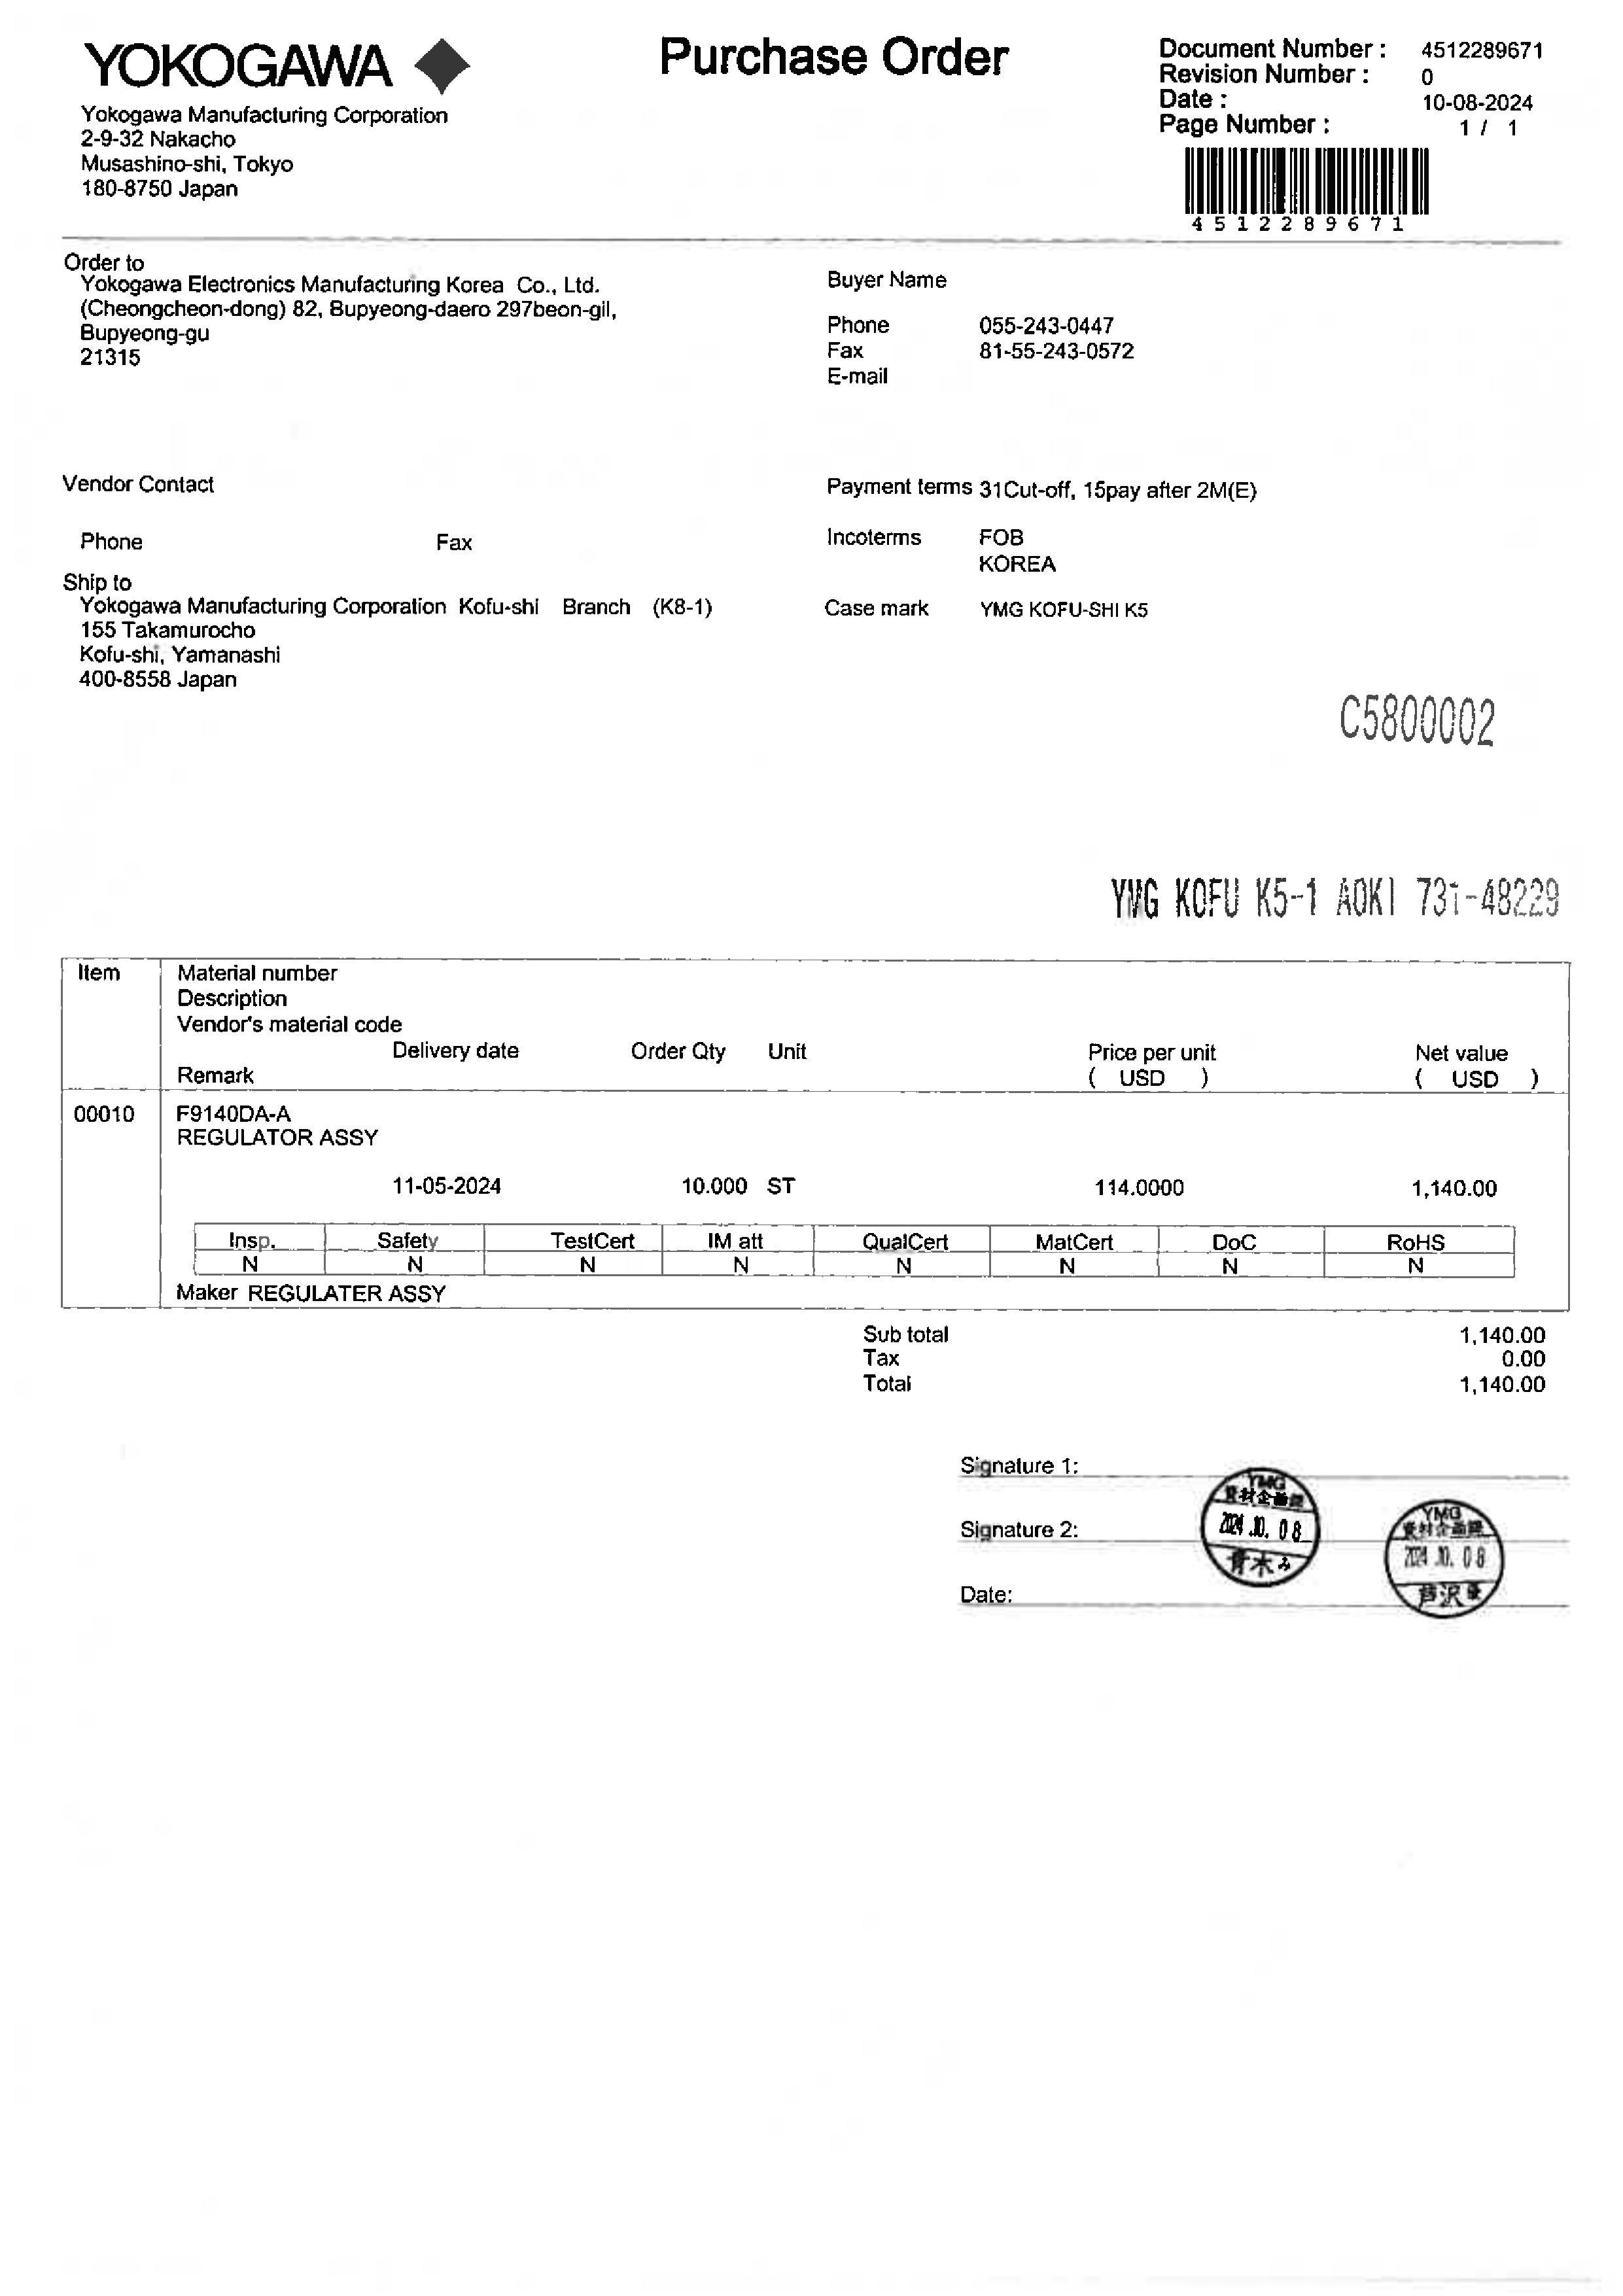 YOKOGAWA
Purchase Order
Document Number : 4512289671
Revision Number : 0
Date : 10-08-2024
Page Number : 1 / 1
4512289671
Yokogawa Manufacturing Corporation
2-9-32 Nakacho
Musashino-shi, Tokyo
180-8750 Japan
Order to
Yokogawa Electronics Manufacturing Korea Co., Ltd.
(Cheongcheon-dong) 82, Bupyeong-daero 297beon-gil,
Bupyeong-gu
21315
Buyer Name
Phone 055-243-0447
Fax 81-55-243-0572
E-mail
Vendor Contact
Phone Fax
Payment terms 31Cut-off, 15pay after 2M(E)
Incoterms FOB
KOREA
Ship to
Yokogawa Manufacturing Corporation Kofu-shi Branch (K8-1)
155 Takamurocho
Kofu-shi, Yamanashi
400-8558 Japan
Case mark YMG KOFU-SHI K5
C5800002
YMG KOFU K5-1 AOKI 731-48229
Item Material number
Description
Vendor's material code
Delivery date Order Qty Unit Price per unit Net value
Remark ( USD ) ( USD )
00010 F9140DA-A
REGULATOR ASSY
11-05-2024 10.000 ST 114.0000 1,140.00
Insp. Safety TestCert IM att QualCert MatCert DoC RoHS
N N N N N N N N
Maker REGULATER ASSY
Sub total 1,140.00
Tax 0.00
Total 1,140.00
Signature 1:
Signature 2:
Date:
YMG
資材企画課
2024.10.08
青木み
YMG
資材企画課
2024.10.08
芦沢